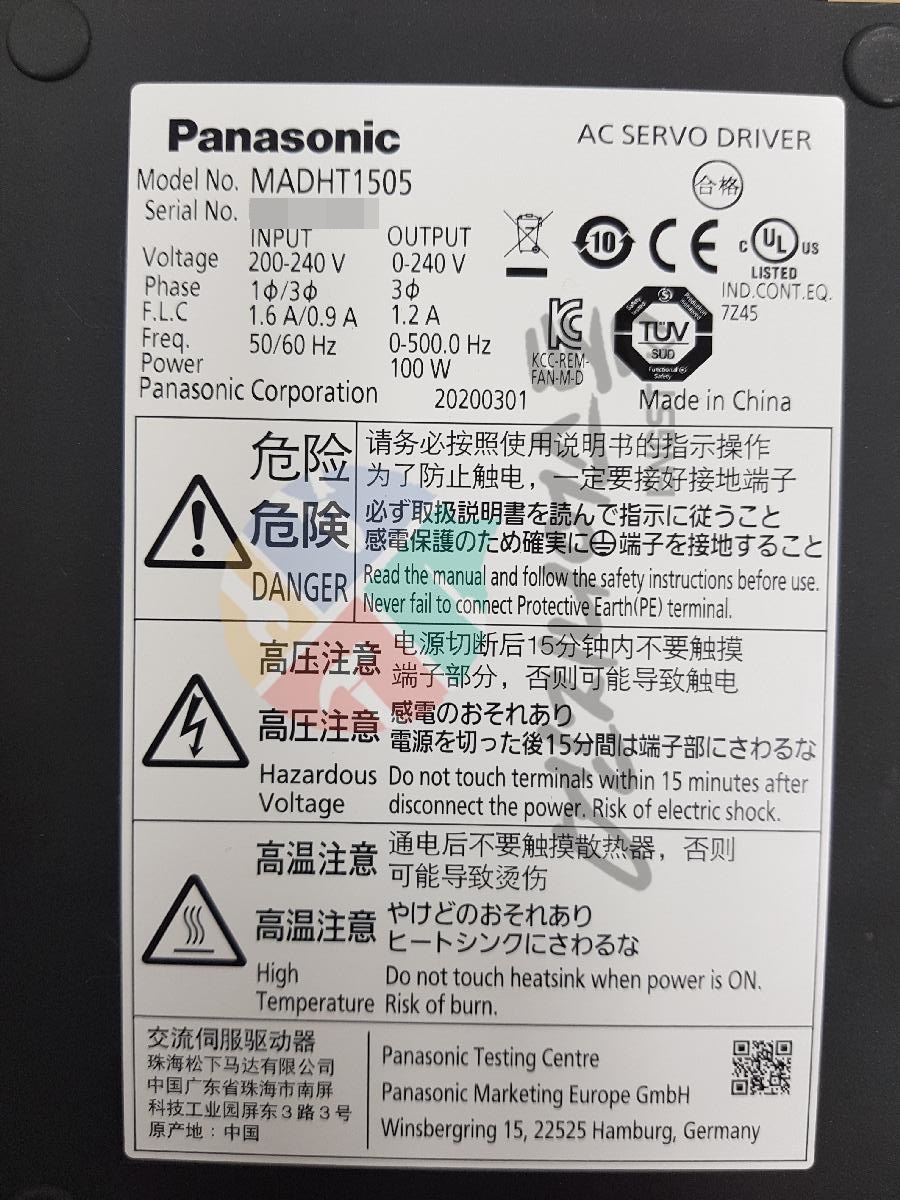 Panasonic
AC SERVO DRIVER
Model No. MADHT1505
合格
Serial No.
INPUT OUTPUT
Voltage 200-240 V 0-240 V
Phase 1ϕ/3ϕ 3ϕ
F.L.C 1.6 A/0.9 A 1.2 A
Freq. 50/60 Hz 0-500.0 Hz
Power 100 W
10
CE
C UL US
LISTED
IND.CONT.EQ.
7Z45
KC
KCC-REM-
FAN-M-D
TÜV
SÜD
Functional
Safety
Panasonic Corporation 20200301 Made in China
危险
请务必按照使用说明书的指示操作
为了防止触电，一定要接好接地端子
危険
必ず取扱説明書を読んで指示に従うこと
感電保護のため確実に⏚端子を接地すること
DANGER
Read the manual and follow the safety instructions before use.
Never fail to connect Protective Earth(PE) terminal.
高压注意
电源切断后15分钟内不要触摸
端子部分，否则可能导致触电
高圧注意
感電のおそれあり
電源を切った後15分間は端子部にさわるな
Hazardous
Voltage
Do not touch terminals within 15 minutes after
disconnect the power. Risk of electric shock.
高温注意
通电后不要触摸散热器，否则
可能导致烫伤
高温注意
やけどのおそれあり
ヒートシンクにさわるな
High
Temperature
Do not touch heatsink when power is ON.
Risk of burn.
交流伺服驱动器
珠海松下马达有限公司
中国广东省珠海市南屏
科技工业园屏东３路３号
原产地：中国
Panasonic Testing Centre
Panasonic Marketing Europe GmbH
Winsbergring 15, 22525 Hamburg, Germany